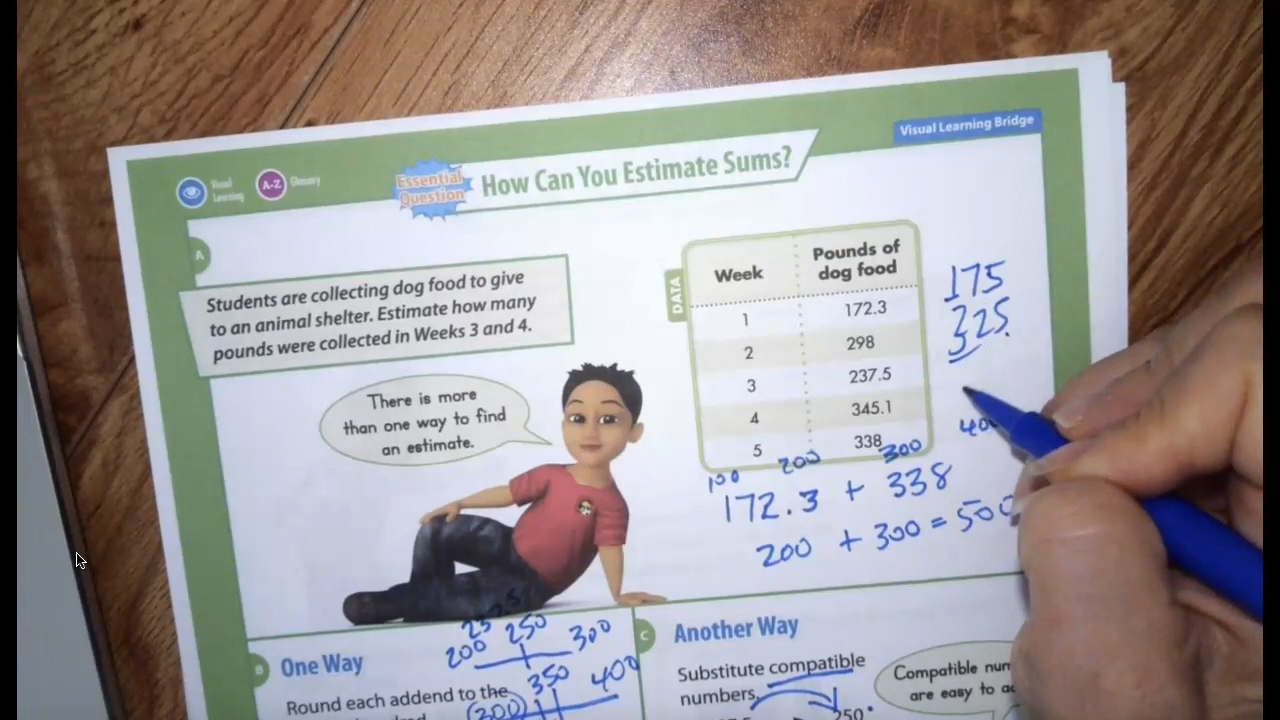 Visual Learning Bridge
Visual
Learning
A-Z
Glossary
Essential
Question
How Can You Estimate Sums?
A
Students are collecting dog food to give
to an animal shelter. Estimate how many
pounds were collected in Weeks 3 and 4.
There is more
than one way to find
an estimate.
DATA
Week
Pounds of
dog food
1 172.3
2 298
3 237.5
4 345.1
5 338
175
325.
100 200 300
172.3 + 338
200 + 300 = 500
B
One Way
Round each addend to the
200 250 300
350 400
(300)
C
Another Way
Substitute compatible
numbers.
250
Compatible
are easy to